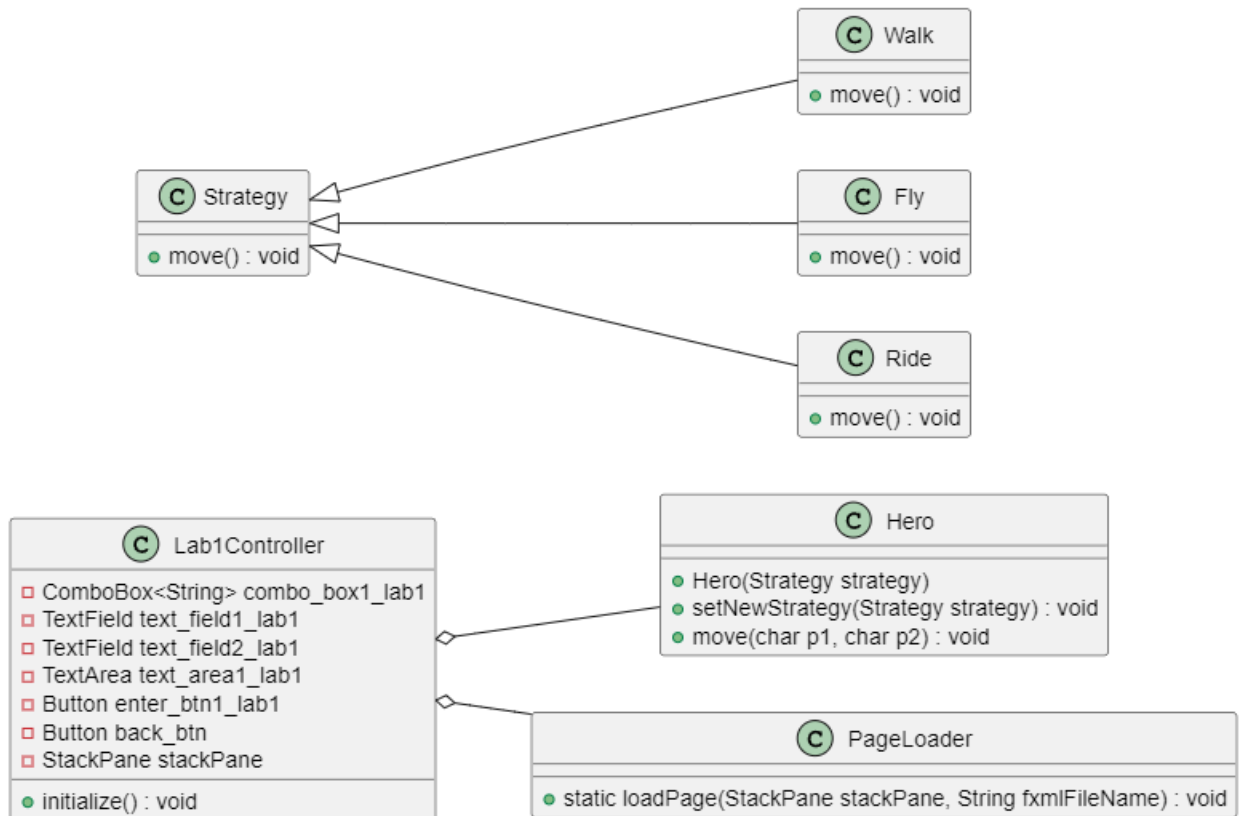 C Walk
move() : void
C Strategy
move() : void
C Fly
move() : void
C Ride
move() : void
C Lab1Controller
ComboBox<String> combo_box1_lab1
TextField text_field1_lab1
TextField text_field2_lab1
TextArea text_area1_lab1
Button enter_btn1_lab1
Button back_btn
StackPane stackPane
initialize() : void
C Hero
Hero(Strategy strategy)
setNewStrategy(Strategy strategy) : void
move(char p1, char p2) : void
C PageLoader
static loadPage(StackPane stackPane, String fxmlFileName) : void